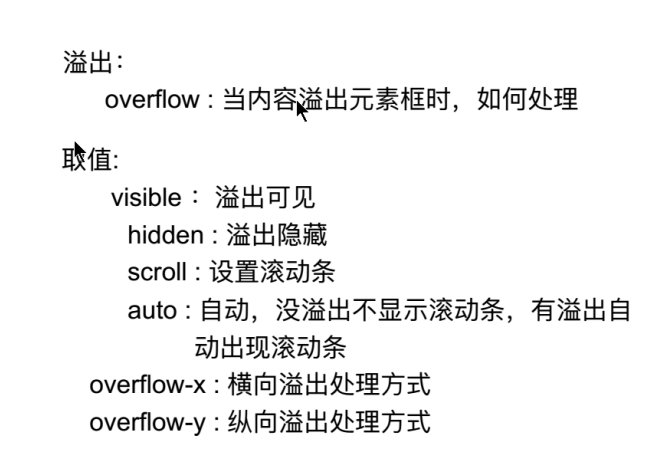 溢出：
overflow : 当内容溢出元素框时，如何处理
取值:
visible： 溢出可见
hidden : 溢出隐藏
scroll : 设置滚动条
auto : 自动，没溢出不显示滚动条，有溢出自
动出现滚动条
overflow-x : 横向溢出处理方式
overflow-y : 纵向溢出处理方式